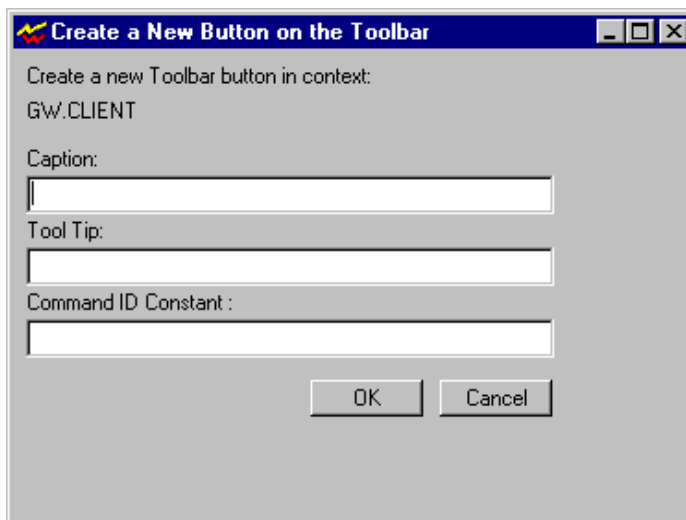 Create a New Button on the Toolbar
Create a new Toolbar button in context:
GW.CLIENT
Caption:
Tool Tip:
Command ID Constant :
OK Cancel